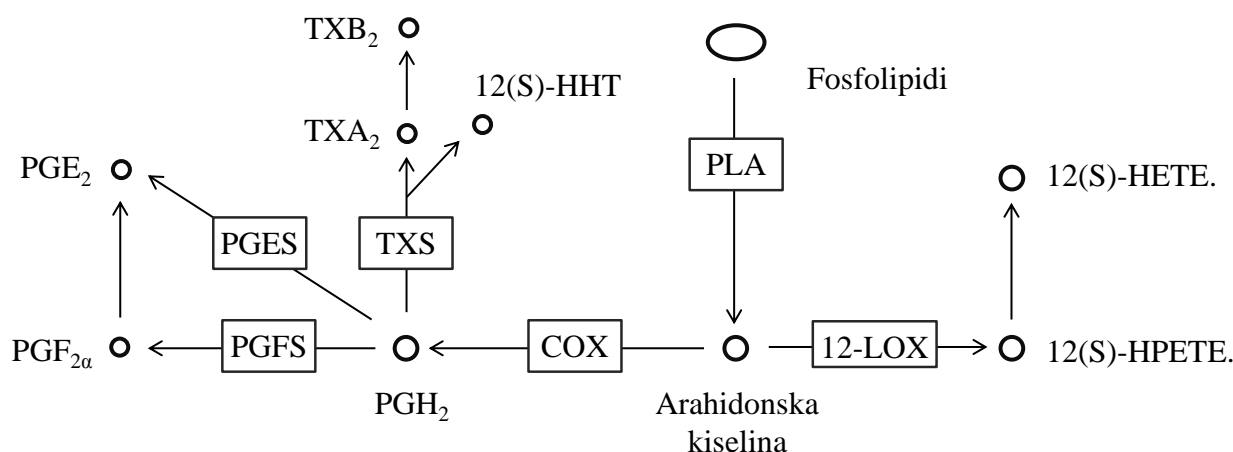 TXB₂
12(S)-HHT
Fosfolipidi
TXA₂
PGE₂
PLA
12(S)-HETE.
PGES
TXS
PGF₂α
PGFS
COX
12-LOX
12(S)-HPETE.
PGH₂
Arahidonska
kiselina